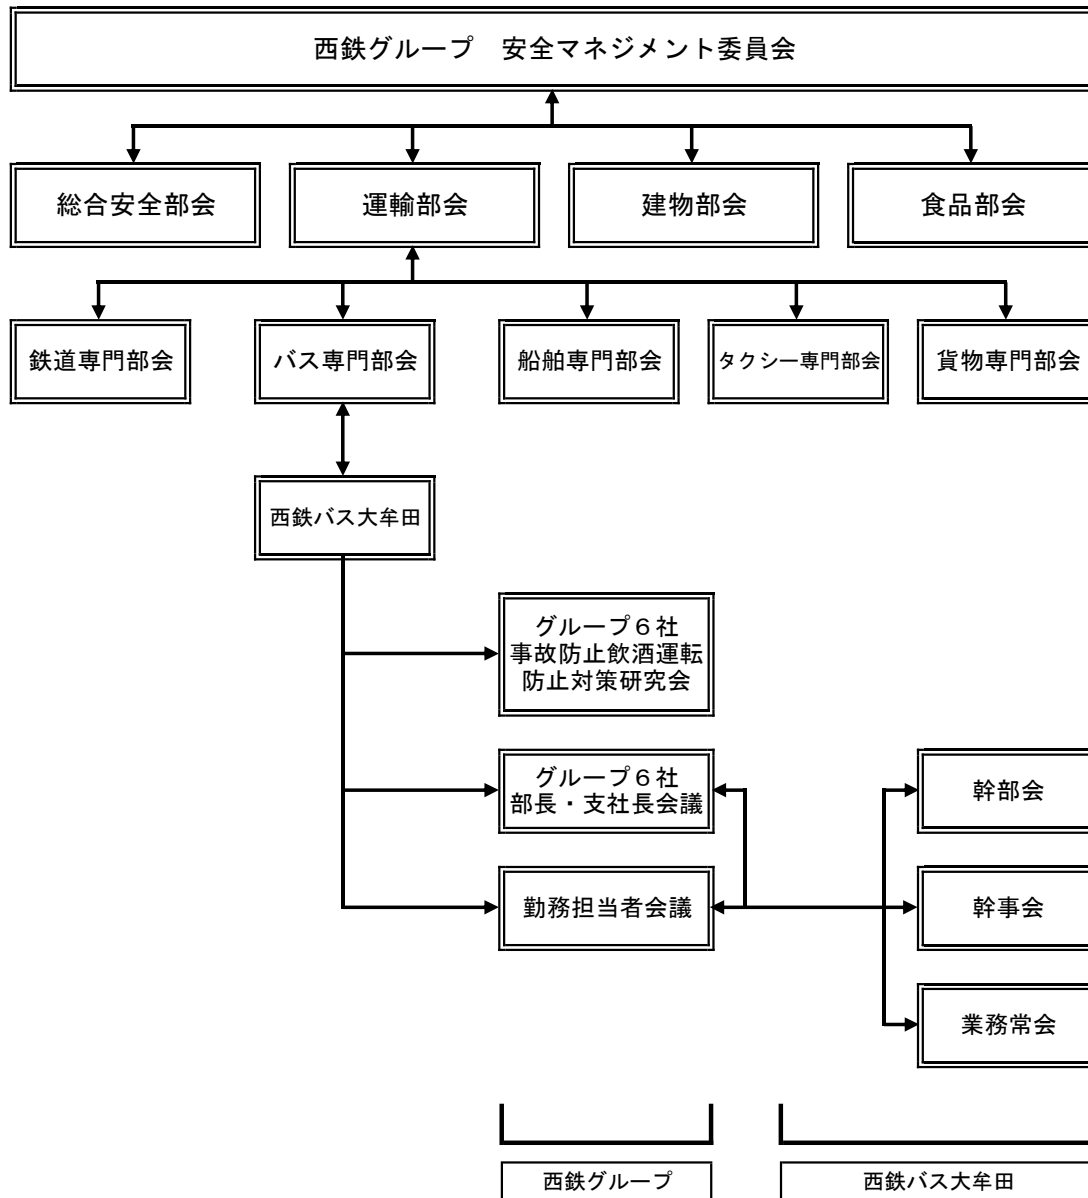 西鉄グループ　安全マネジメント委員会
総合安全部会
運輸部会
建物部会
食品部会
鉄道専門部会
バス専門部会
船舶専門部会
タクシー専門部会
貨物専門部会
西鉄バス大牟田
グループ６社
事故防止飲酒運転
防止対策研究会
グループ６社
部長・支社長会議
幹部会
勤務担当者会議
幹事会
業務常会
西鉄グループ
西鉄バス大牟田